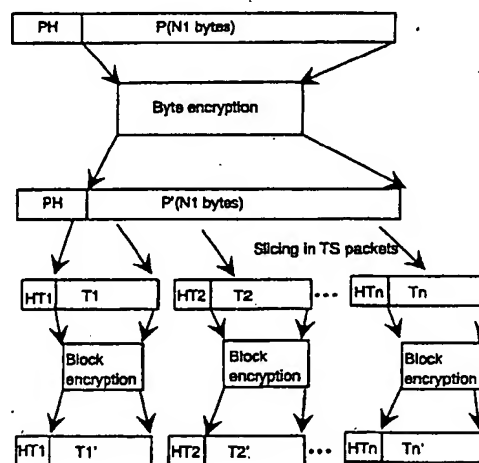 PH P(N1 bytes)
Byte encryption
PH P'(N1 bytes)
Slicing in TS packets
HT1 T1 HT2 T2 ... HTn Tn
Block encryption Block encryption Block encryption
HT1 T1' HT2 T2' ... HTn Tn'